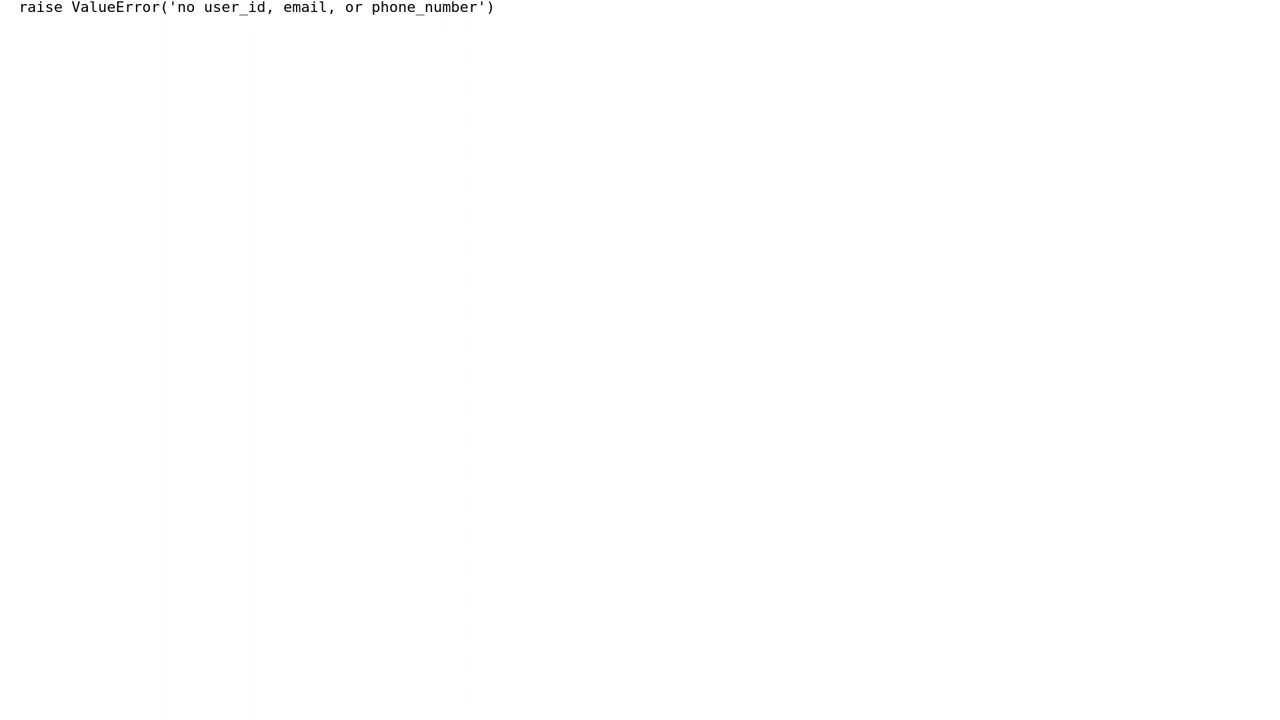 raise ValueError('no user_id, email, or phone_number')